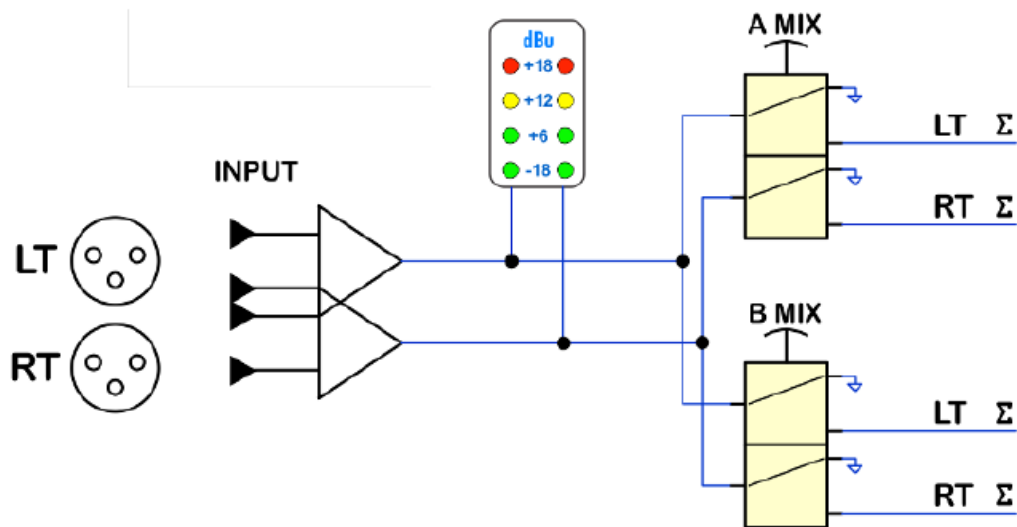 dBu
+18
+12
+6
-18
INPUT
LT
RT
A MIX
LT Σ
RT Σ
B MIX
LT Σ
RT Σ